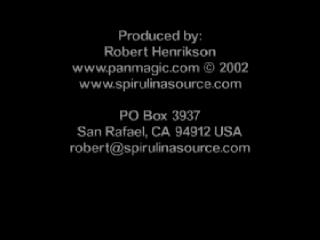 Produced by:
Robert Henrikson
www.panmagic.com © 2002
www.spirulinasource.com
PO Box 3937
San Rafael, CA 94912 USA
robert@spirulinasource.com